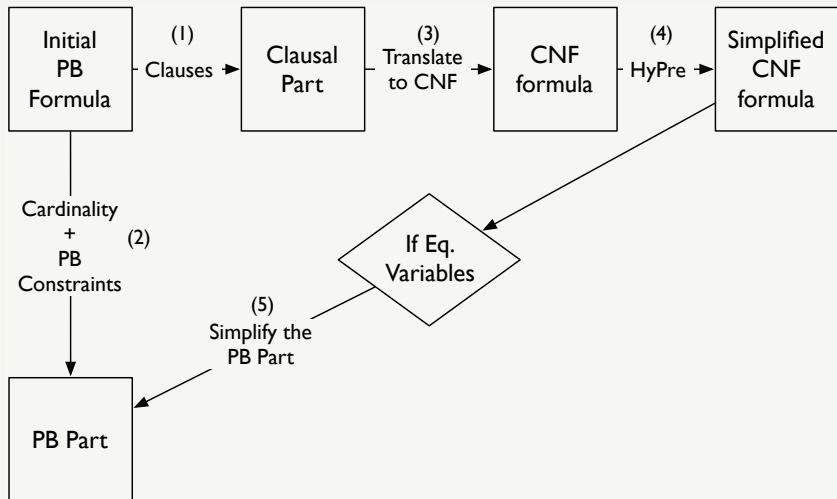 Initial
PB
Formula
(1)
Clauses
Clausal
Part
(3)
Translate
to CNF
CNF
formula
(4)
HyPre
Simplified
CNF
formula
Cardinality
+
PB
Constraints
(2)
If Eq.
Variables
(5)
Simplify the
PB Part
PB Part